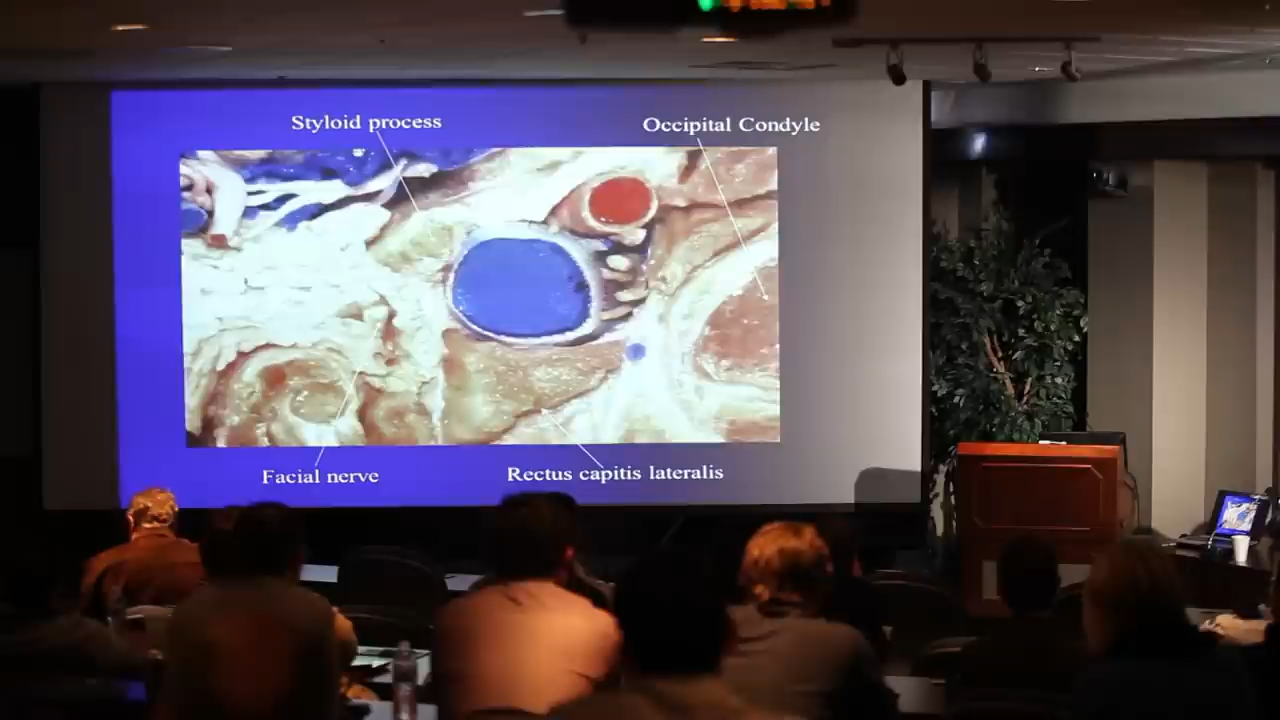 Styloid process
Occipital Condyle
Facial nerve
Rectus capitis lateralis